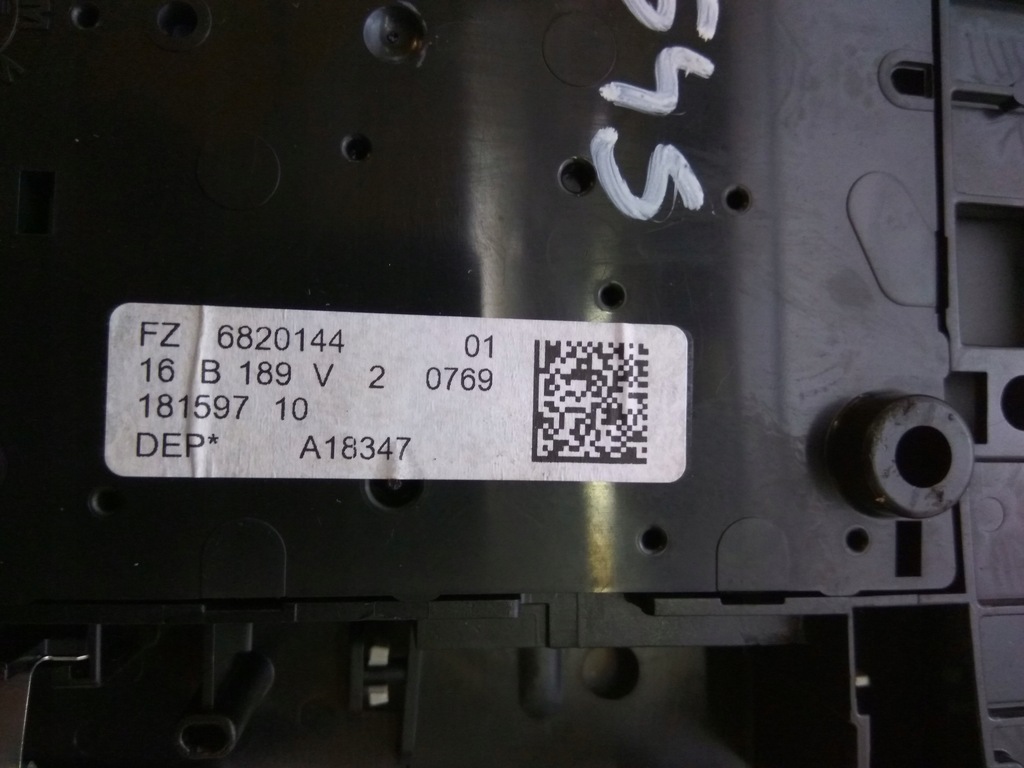 FZ 6820144 01
16 B 189 V 2 0769
181597 10
DEP* A18347